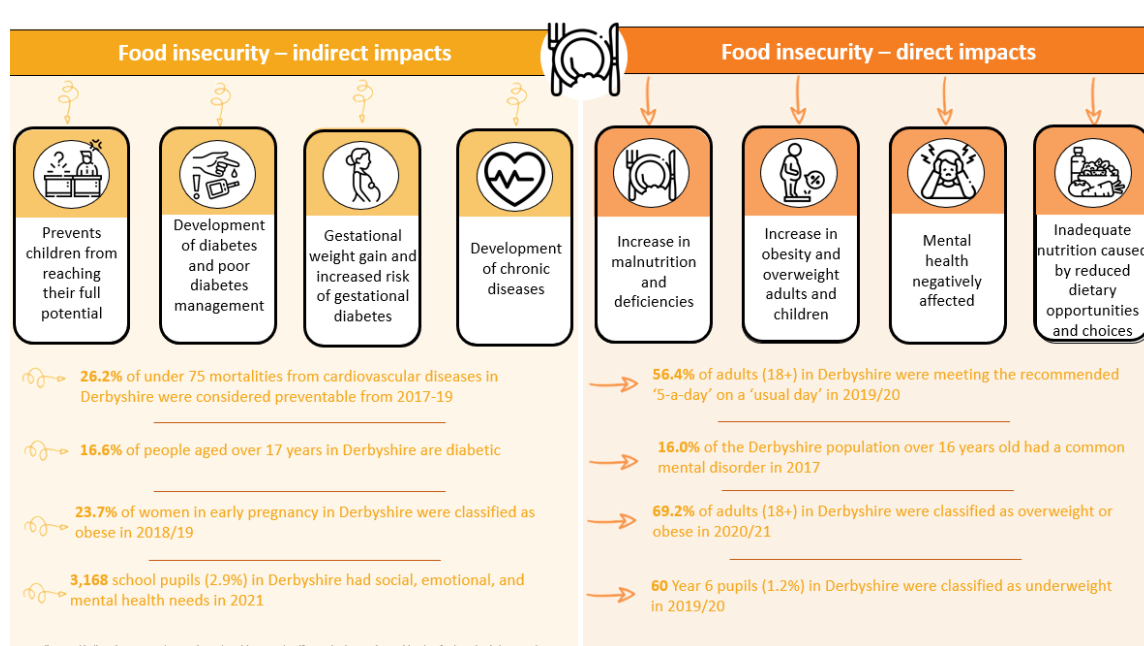 Food insecurity – indirect impacts
Prevents
children from
reaching
their full
potential
Development
of diabetes
and poor
diabetes
management
Gestational
weight gain and
increased risk
of gestational
diabetes
Development
of chronic
diseases
26.2% of under 75 mortalities from cardiovascular diseases in
Derbyshire were considered preventable from 2017-19
16.6% of people aged over 17 years in Derbyshire are diabetic
23.7% of women in early pregnancy in Derbyshire were classified as
obese in 2018/19
3,168 school pupils (2.9%) in Derbyshire had social, emotional, and
mental health needs in 2021
Food insecurity – direct impacts
Increase in
malnutrition
and
deficiencies
Increase in
obesity and
overweight
adults and
children
Mental
health
negatively
affected
Inadequate
nutrition caused
by reduced
dietary
opportunities
and choices
56.4% of adults (18+) in Derbyshire were meeting the recommended
‘5-a-day’ on a ‘usual day’ in 2019/20
16.0% of the Derbyshire population over 16 years old had a common
mental disorder in 2017
69.2% of adults (18+) in Derbyshire were classified as overweight or
obese in 2020/21
60 Year 6 pupils (1.2%) in Derbyshire were classified as underweight
in 2019/20